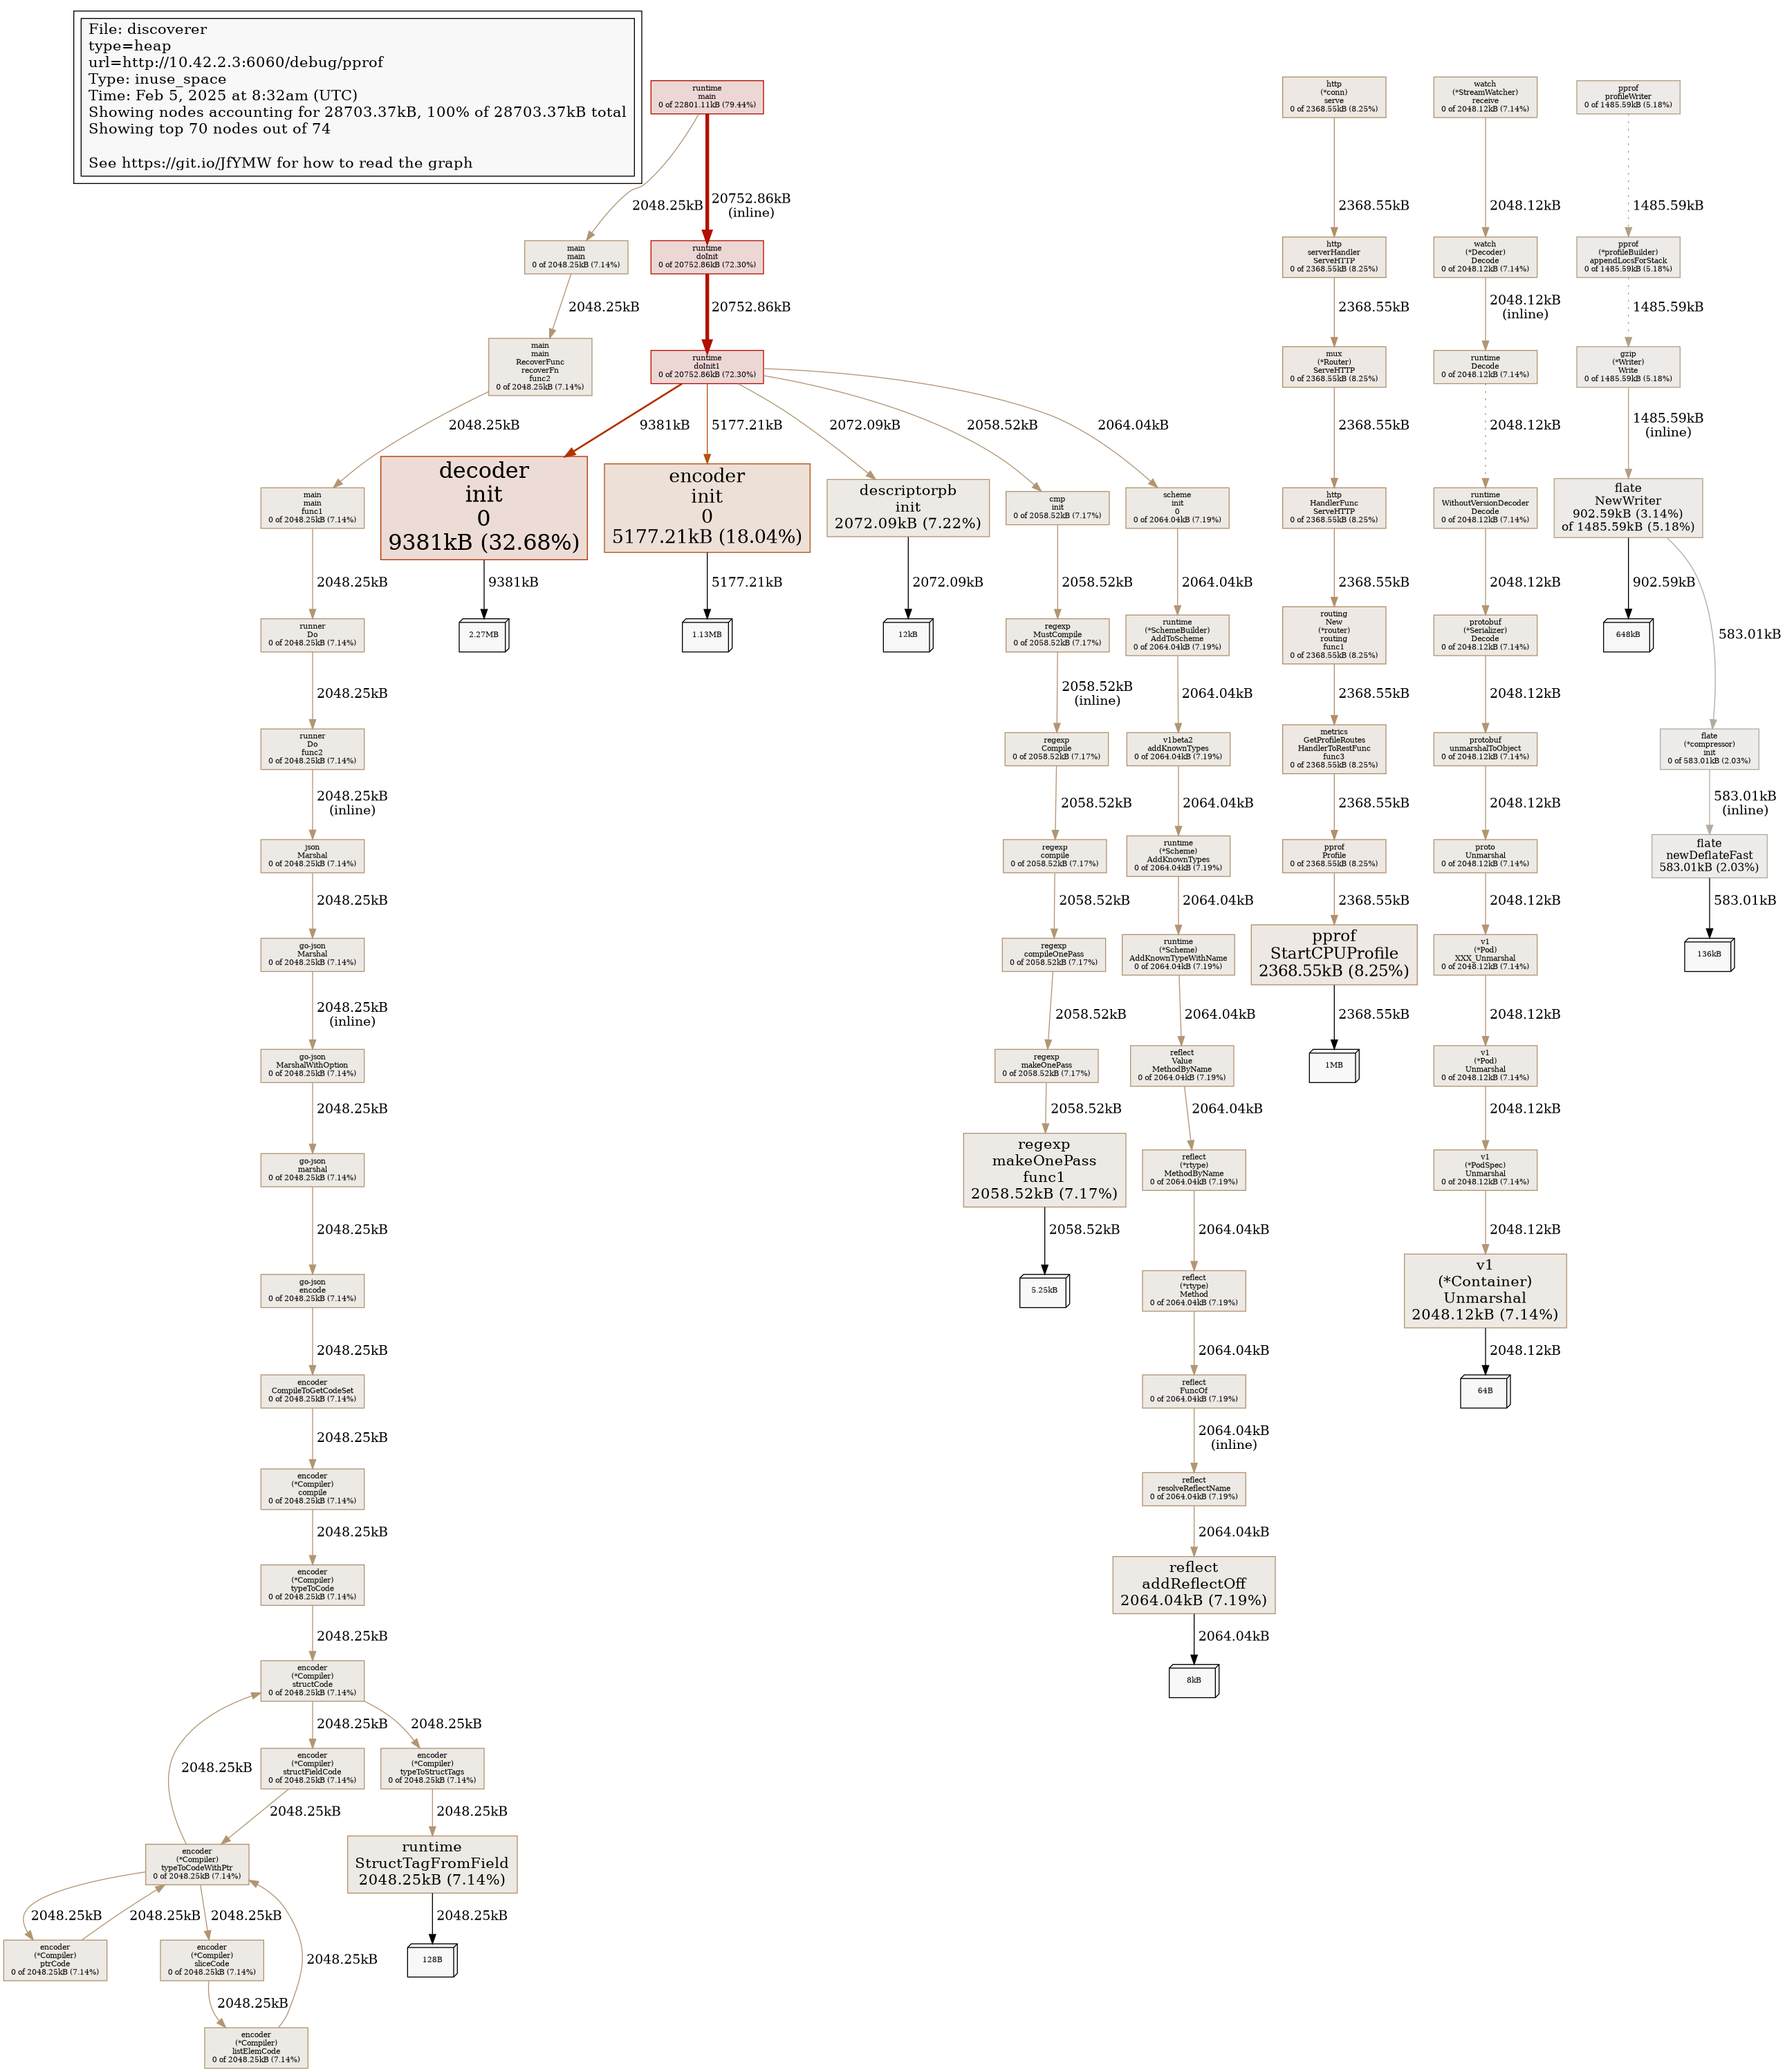 File: discoverer
type=heap
url=http://10.42.2.3:6060/debug/pprof
Type: inuse_space
Time: Feb 5, 2025 at 8:32am (UTC)
Showing nodes accounting for 28703.37kB, 100% of 28703.37kB total
Showing top 70 nodes out of 74
See https://git.io/JfYMW for how to read the graph
runtime
main
0 of 22801.11kB (79.44%)
http
(*conn)
serve
0 of 2368.55kB (8.25%)
watch
(*StreamWatcher)
receive
0 of 2048.12kB (7.14%)
pprof
profileWriter
0 of 1485.59kB (5.18%)
2048.25kB
20752.86kB
(inline)
2368.55kB
2048.12kB
1485.59kB
main
main
0 of 2048.25kB (7.14%)
runtime
doInit
0 of 20752.86kB (72.30%)
http
serverHandler
ServeHTTP
0 of 2368.55kB (8.25%)
watch
(*Decoder)
Decode
0 of 2048.12kB (7.14%)
pprof
(*profileBuilder)
appendLocsForStack
0 of 1485.59kB (5.18%)
2048.25kB
20752.86kB
2368.55kB
2048.12kB
(inline)
1485.59kB
main
main
RecoverFunc
recoverFn
func2
0 of 2048.25kB (7.14%)
runtime
doInit1
0 of 20752.86kB (72.30%)
mux
(*Router)
ServeHTTP
0 of 2368.55kB (8.25%)
runtime
Decode
0 of 2048.12kB (7.14%)
gzip
(*Writer)
Write
0 of 1485.59kB (5.18%)
2048.25kB
9381kB
5177.21kB
2072.09kB
2058.52kB
2064.04kB
2368.55kB
2048.12kB
1485.59kB
(inline)
main
main
func1
0 of 2048.25kB (7.14%)
decoder
init
0
9381kB (32.68%)
encoder
init
0
5177.21kB (18.04%)
descriptorpb
init
2072.09kB (7.22%)
cmp
init
0 of 2058.52kB (7.17%)
scheme
init
0
0 of 2064.04kB (7.19%)
http
HandlerFunc
ServeHTTP
0 of 2368.55kB (8.25%)
runtime
WithoutVersionDecoder
Decode
0 of 2048.12kB (7.14%)
flate
NewWriter
902.59kB (3.14%)
of 1485.59kB (5.18%)
2048.25kB
9381kB
5177.21kB
2072.09kB
2058.52kB
2064.04kB
2368.55kB
2048.12kB
902.59kB
583.01kB
runner
Do
0 of 2048.25kB (7.14%)
2.27MB
1.13MB
12kB
regexp
MustCompile
0 of 2058.52kB (7.17%)
runtime
(*SchemeBuilder)
AddToScheme
0 of 2064.04kB (7.19%)
routing
New
(*router)
routing
func1
0 of 2368.55kB (8.25%)
protobuf
(*Serializer)
Decode
0 of 2048.12kB (7.14%)
648kB
2048.25kB
2058.52kB
(inline)
2064.04kB
2368.55kB
2048.12kB
runner
Do
func2
0 of 2048.25kB (7.14%)
regexp
Compile
0 of 2058.52kB (7.17%)
v1beta2
addKnownTypes
0 of 2064.04kB (7.19%)
metrics
GetProfileRoutes
HandlerToRestFunc
func3
0 of 2368.55kB (8.25%)
protobuf
unmarshalToObject
0 of 2048.12kB (7.14%)
flate
(*compressor)
init
0 of 583.01kB (2.03%)
2048.25kB
(inline)
2058.52kB
2064.04kB
2368.55kB
2048.12kB
583.01kB
(inline)
json
Marshal
0 of 2048.25kB (7.14%)
regexp
compile
0 of 2058.52kB (7.17%)
runtime
(*Scheme)
AddKnownTypes
0 of 2064.04kB (7.19%)
pprof
Profile
0 of 2368.55kB (8.25%)
proto
Unmarshal
0 of 2048.12kB (7.14%)
flate
newDeflateFast
583.01kB (2.03%)
2048.25kB
2058.52kB
2064.04kB
2368.55kB
2048.12kB
583.01kB
go-json
Marshal
0 of 2048.25kB (7.14%)
regexp
compileOnePass
0 of 2058.52kB (7.17%)
runtime
(*Scheme)
AddKnownTypeWithName
0 of 2064.04kB (7.19%)
pprof
StartCPUProfile
2368.55kB (8.25%)
v1
(*Pod)
XXX_Unmarshal
0 of 2048.12kB (7.14%)
136kB
2048.25kB
(inline)
2058.52kB
2064.04kB
2368.55kB
2048.12kB
go-json
MarshalWithOption
0 of 2048.25kB (7.14%)
regexp
makeOnePass
0 of 2058.52kB (7.17%)
reflect
Value
MethodByName
0 of 2064.04kB (7.19%)
1MB
v1
(*Pod)
Unmarshal
0 of 2048.12kB (7.14%)
2048.25kB
2058.52kB
2064.04kB
2048.12kB
go-json
marshal
0 of 2048.25kB (7.14%)
regexp
makeOnePass
func1
2058.52kB (7.17%)
reflect
(*rtype)
MethodByName
0 of 2064.04kB (7.19%)
v1
(*PodSpec)
Unmarshal
0 of 2048.12kB (7.14%)
2048.25kB
2058.52kB
2064.04kB
2048.12kB
go-json
encode
0 of 2048.25kB (7.14%)
5.25kB
reflect
(*rtype)
Method
0 of 2064.04kB (7.19%)
v1
(*Container)
Unmarshal
2048.12kB (7.14%)
2048.25kB
2064.04kB
2048.12kB
encoder
CompileToGetCodeSet
0 of 2048.25kB (7.14%)
reflect
FuncOf
0 of 2064.04kB (7.19%)
64B
2048.25kB
2064.04kB
(inline)
encoder
(*Compiler)
compile
0 of 2048.25kB (7.14%)
reflect
resolveReflectName
0 of 2064.04kB (7.19%)
2048.25kB
2064.04kB
encoder
(*Compiler)
typeToCode
0 of 2048.25kB (7.14%)
reflect
addReflectOff
2064.04kB (7.19%)
2048.25kB
2064.04kB
encoder
(*Compiler)
structCode
0 of 2048.25kB (7.14%)
8kB
2048.25kB
2048.25kB
2048.25kB
encoder
(*Compiler)
structFieldCode
0 of 2048.25kB (7.14%)
encoder
(*Compiler)
typeToStructTags
0 of 2048.25kB (7.14%)
2048.25kB
2048.25kB
encoder
(*Compiler)
typeToCodeWithPtr
0 of 2048.25kB (7.14%)
runtime
StructTagFromField
2048.25kB (7.14%)
2048.25kB
2048.25kB
2048.25kB
2048.25kB
2048.25kB
encoder
(*Compiler)
ptrCode
0 of 2048.25kB (7.14%)
encoder
(*Compiler)
sliceCode
0 of 2048.25kB (7.14%)
128B
2048.25kB
encoder
(*Compiler)
listElemCode
0 of 2048.25kB (7.14%)